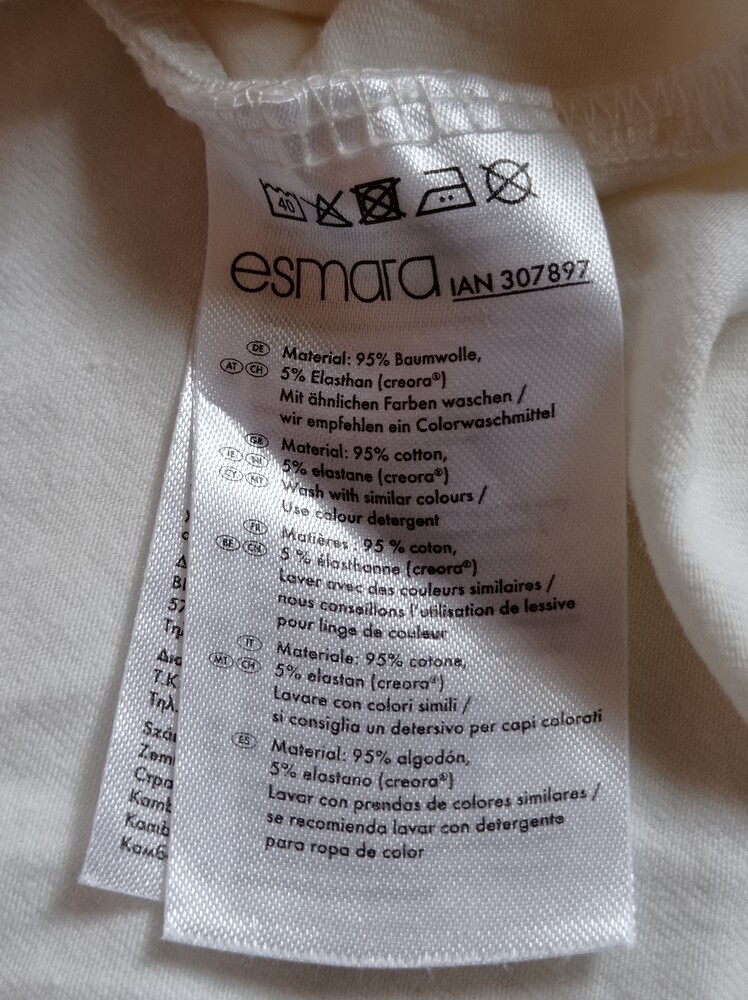 40
esmara IAN 307897
DE Material: 95% Baumwolle,
AT CH 5% Elasthan (creora®)
Mit ähnlichen Farben waschen /
wir empfehlen ein Colorwaschmittel
GB Material: 95% cotton,
IE NI 5% elastane (creora®)
CY MT Wash with similar colours /
Use colour detergent
FR Matières : 95 % coton,
BE CH 5 % élasthanne (creora®)
Laver avec des couleurs similaires /
nous conseillons l'utilisation de lessive
pour linge de couleur
IT Materiale: 95% cotone,
MT CH 5% elastan (creora®)
Lavare con colori simili /
si consiglia un detersivo per capi colorati
ES Material: 95% algodón,
5% elastano (creora®)
Lavar con prendas de colores similares /
se recomienda lavar con detergente
para ropa de color
57
Τ.Κ
Τηλ.